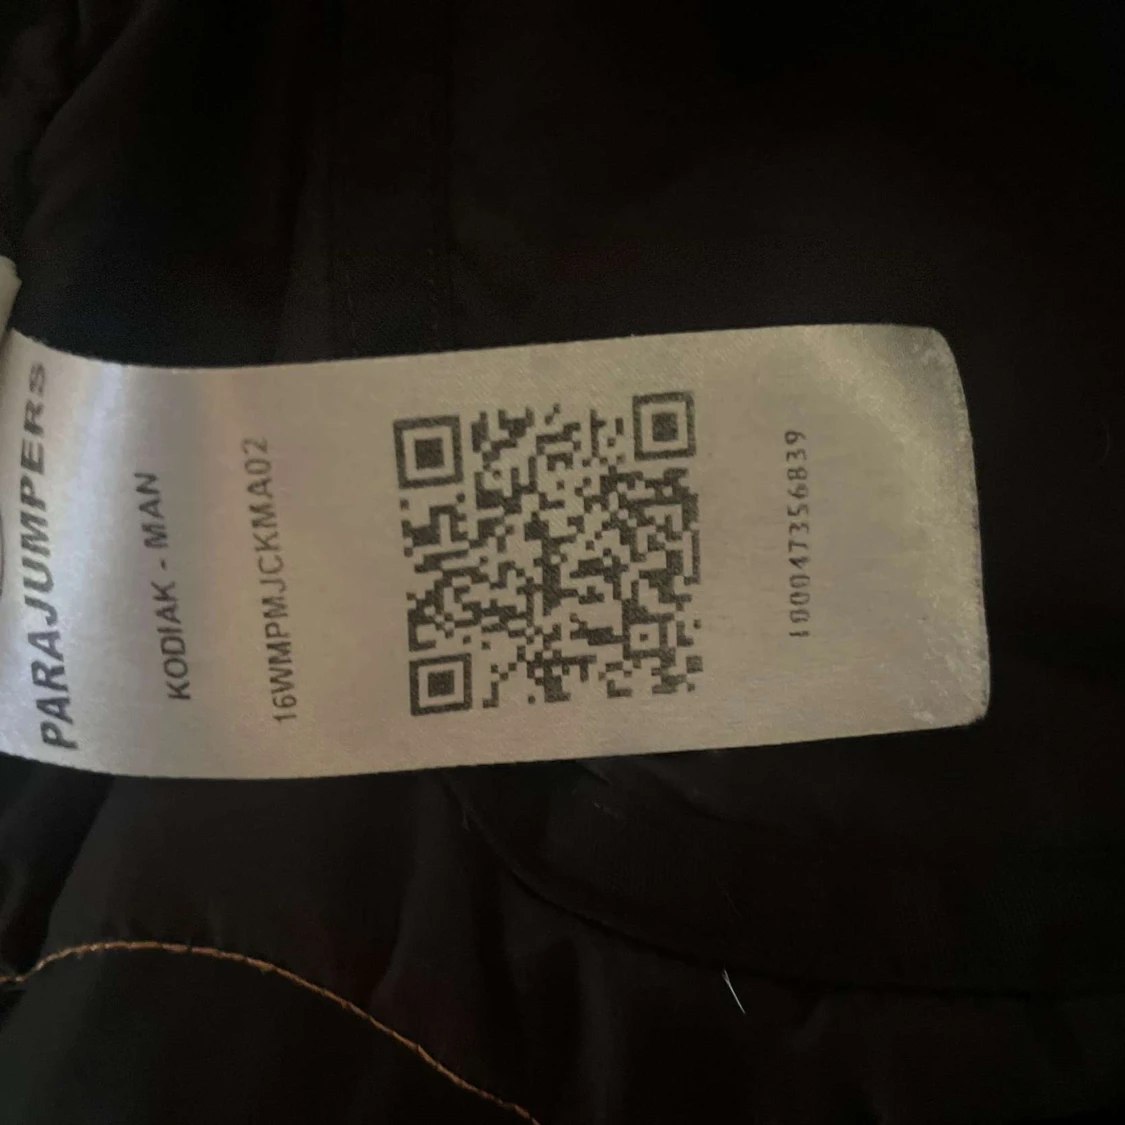 PARAJUMPERS
KODIAK - MAN
16WMPMJCKMA02
100047356839